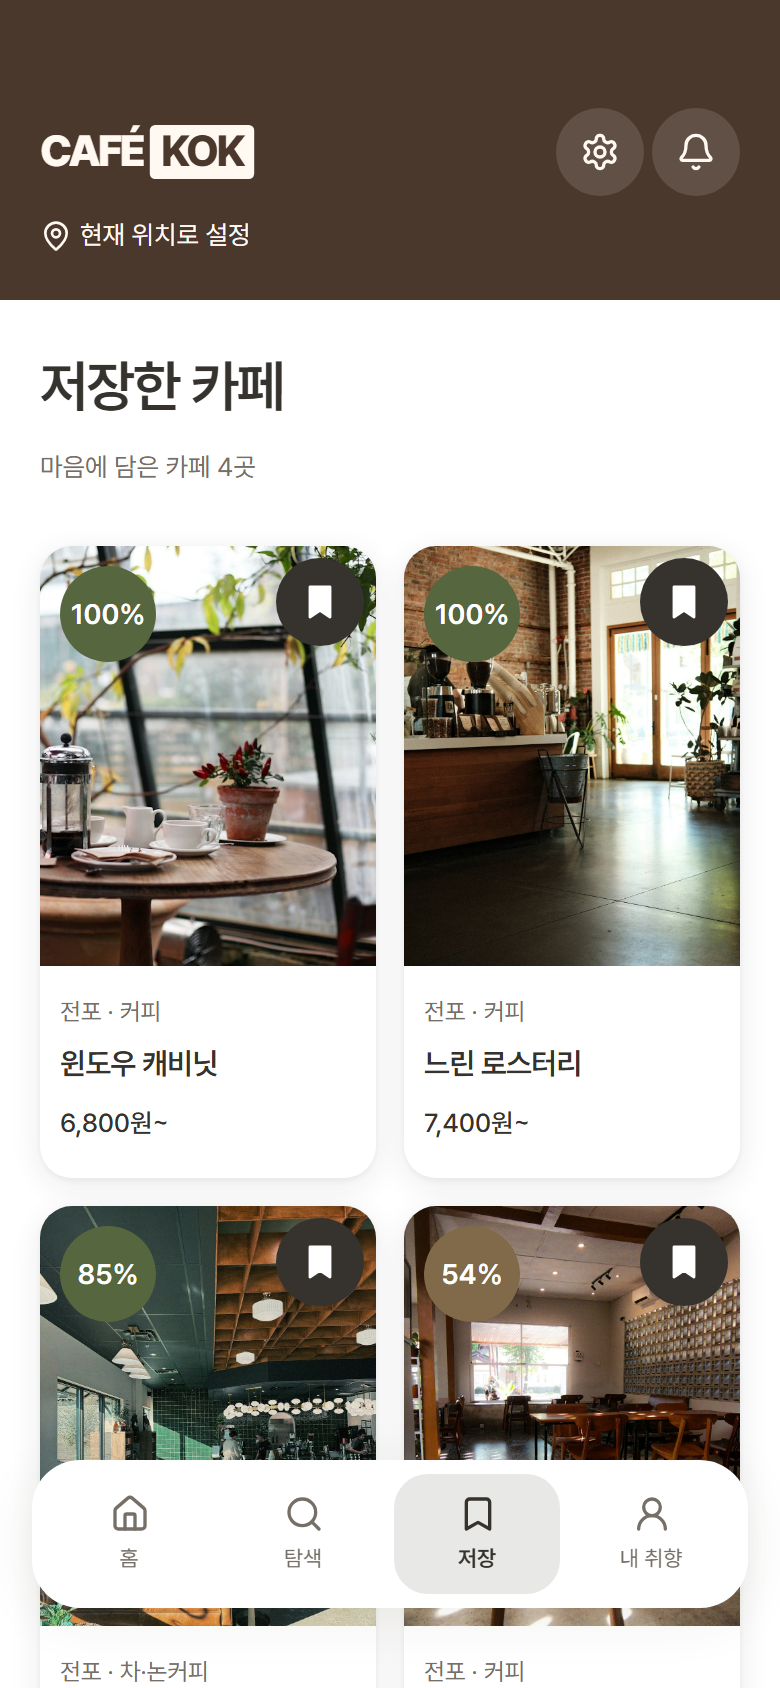 CAFÉ KOK
현재 위치로 설정
저장한 카페
마음에 담은 카페 4곳
100%
100%
전포 · 커피
윈도우 캐비닛
6,800원~
전포 · 커피
느린 로스터리
7,400원~
85%
54%
전포 · 차·논커피
전포 · 커피
홈
탐색
저장
내 취향